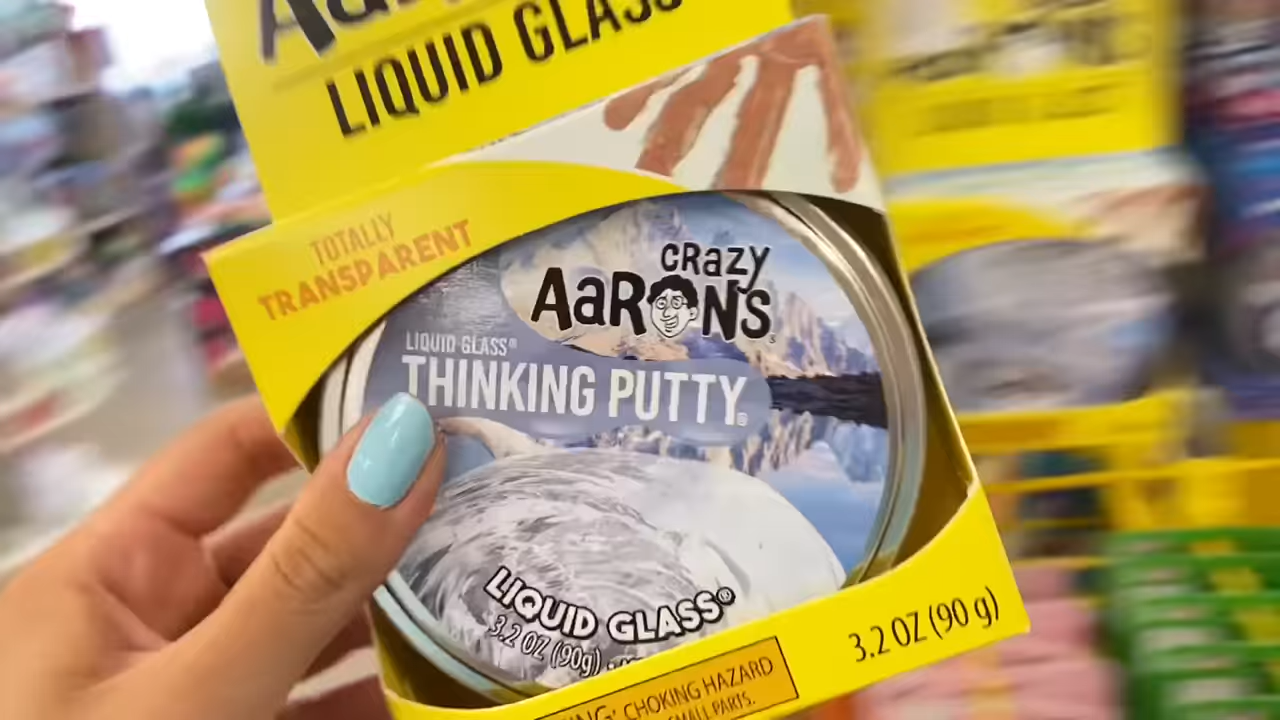 LIQUID GLASS
TOTALLY
TRANSPARENT
CRAZY
AARON'S
LIQUID GLASS®
THINKING PUTTY®
LIQUID GLASS®
3.2 OZ (90g)
CHOKING HAZARD
SMALL PARTS.
3.2 OZ (90 g)